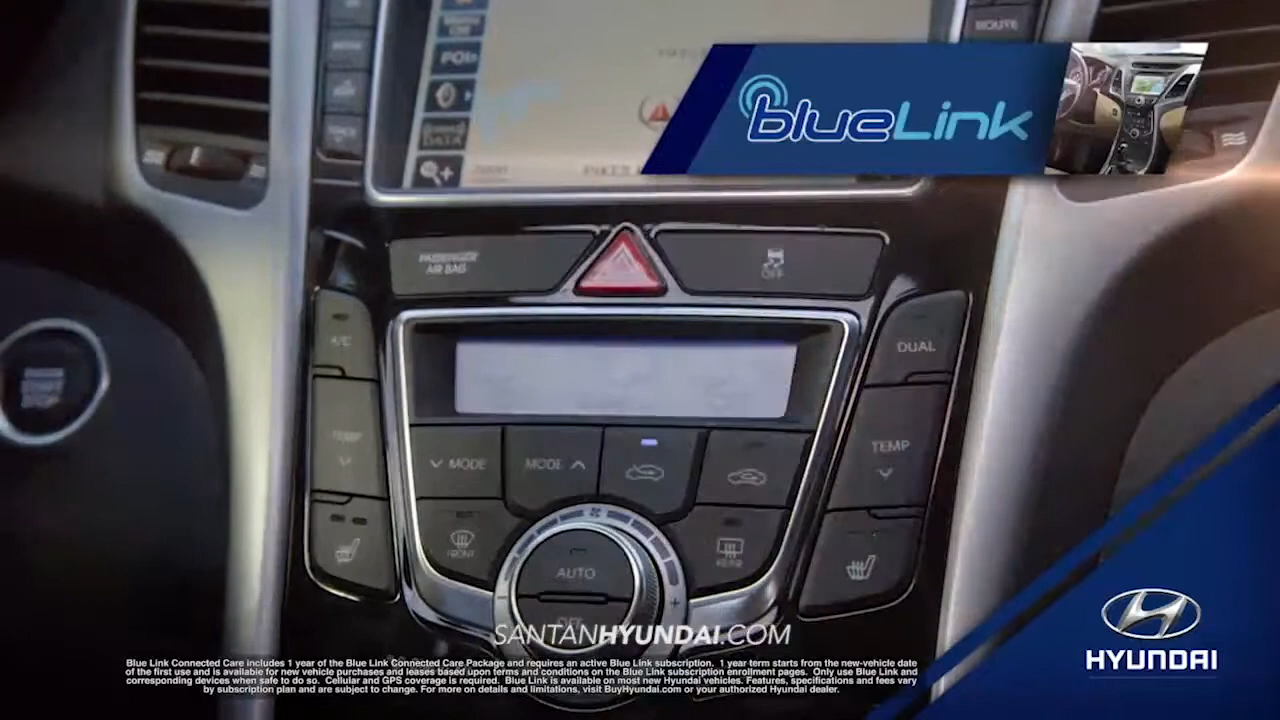 POI
DATA
blueLink
PASSENGER
AIR BAG
OFF
A/C
DUAL
TEMP
TEMP
MODE
MODE
FRONT
REAR
AUTO
OFF
SANTANHYUNDAI.COM
HYUNDAI
Blue Link Connected Care includes 1 year of the Blue Link Connected Care Package and requires an active Blue Link subscription. 1 year term starts from the new-vehicle date
of the first use and is available for new vehicle purchases and leases based upon terms and conditions on the Blue Link subscription enrollment pages. Only use Blue Link and
corresponding devices when safe to do so. Cellular and GPS coverage is required. Blue Link is available on most new Hyundai vehicles. Features, specifications and fees vary
by subscription plan and are subject to change. For more on details and limitations, visit BuyHyundai.com or your authorized Hyundai dealer.